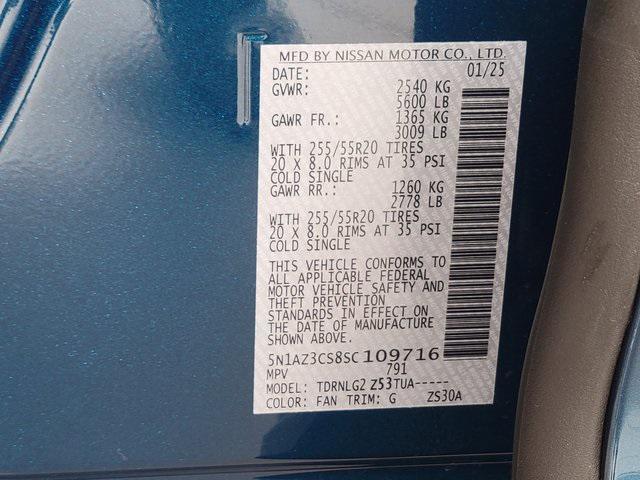 MFD BY NISSAN MOTOR CO., LTD.
DATE: 01/25
GVWR: 2540 KG
5600 LB
GAWR FR.: 1365 KG
3009 LB
WITH 255/55R20 TIRES
20 X 8.0 RIMS AT 35 PSI
COLD SINGLE
GAWR RR.: 1260 KG
2778 LB
WITH 255/55R20 TIRES
20 X 8.0 RIMS AT 35 PSI
COLD SINGLE
THIS VEHICLE CONFORMS TO
ALL APPLICABLE FEDERAL
MOTOR VEHICLE SAFETY AND
THEFT PREVENTION
STANDARDS IN EFFECT ON
THE DATE OF MANUFACTURE
SHOWN ABOVE.
5N1AZ3CS8SC109716
MPV 791
MODEL: TDRNLG2 Z53TUA-----
COLOR: FAN TRIM: G ZS30A